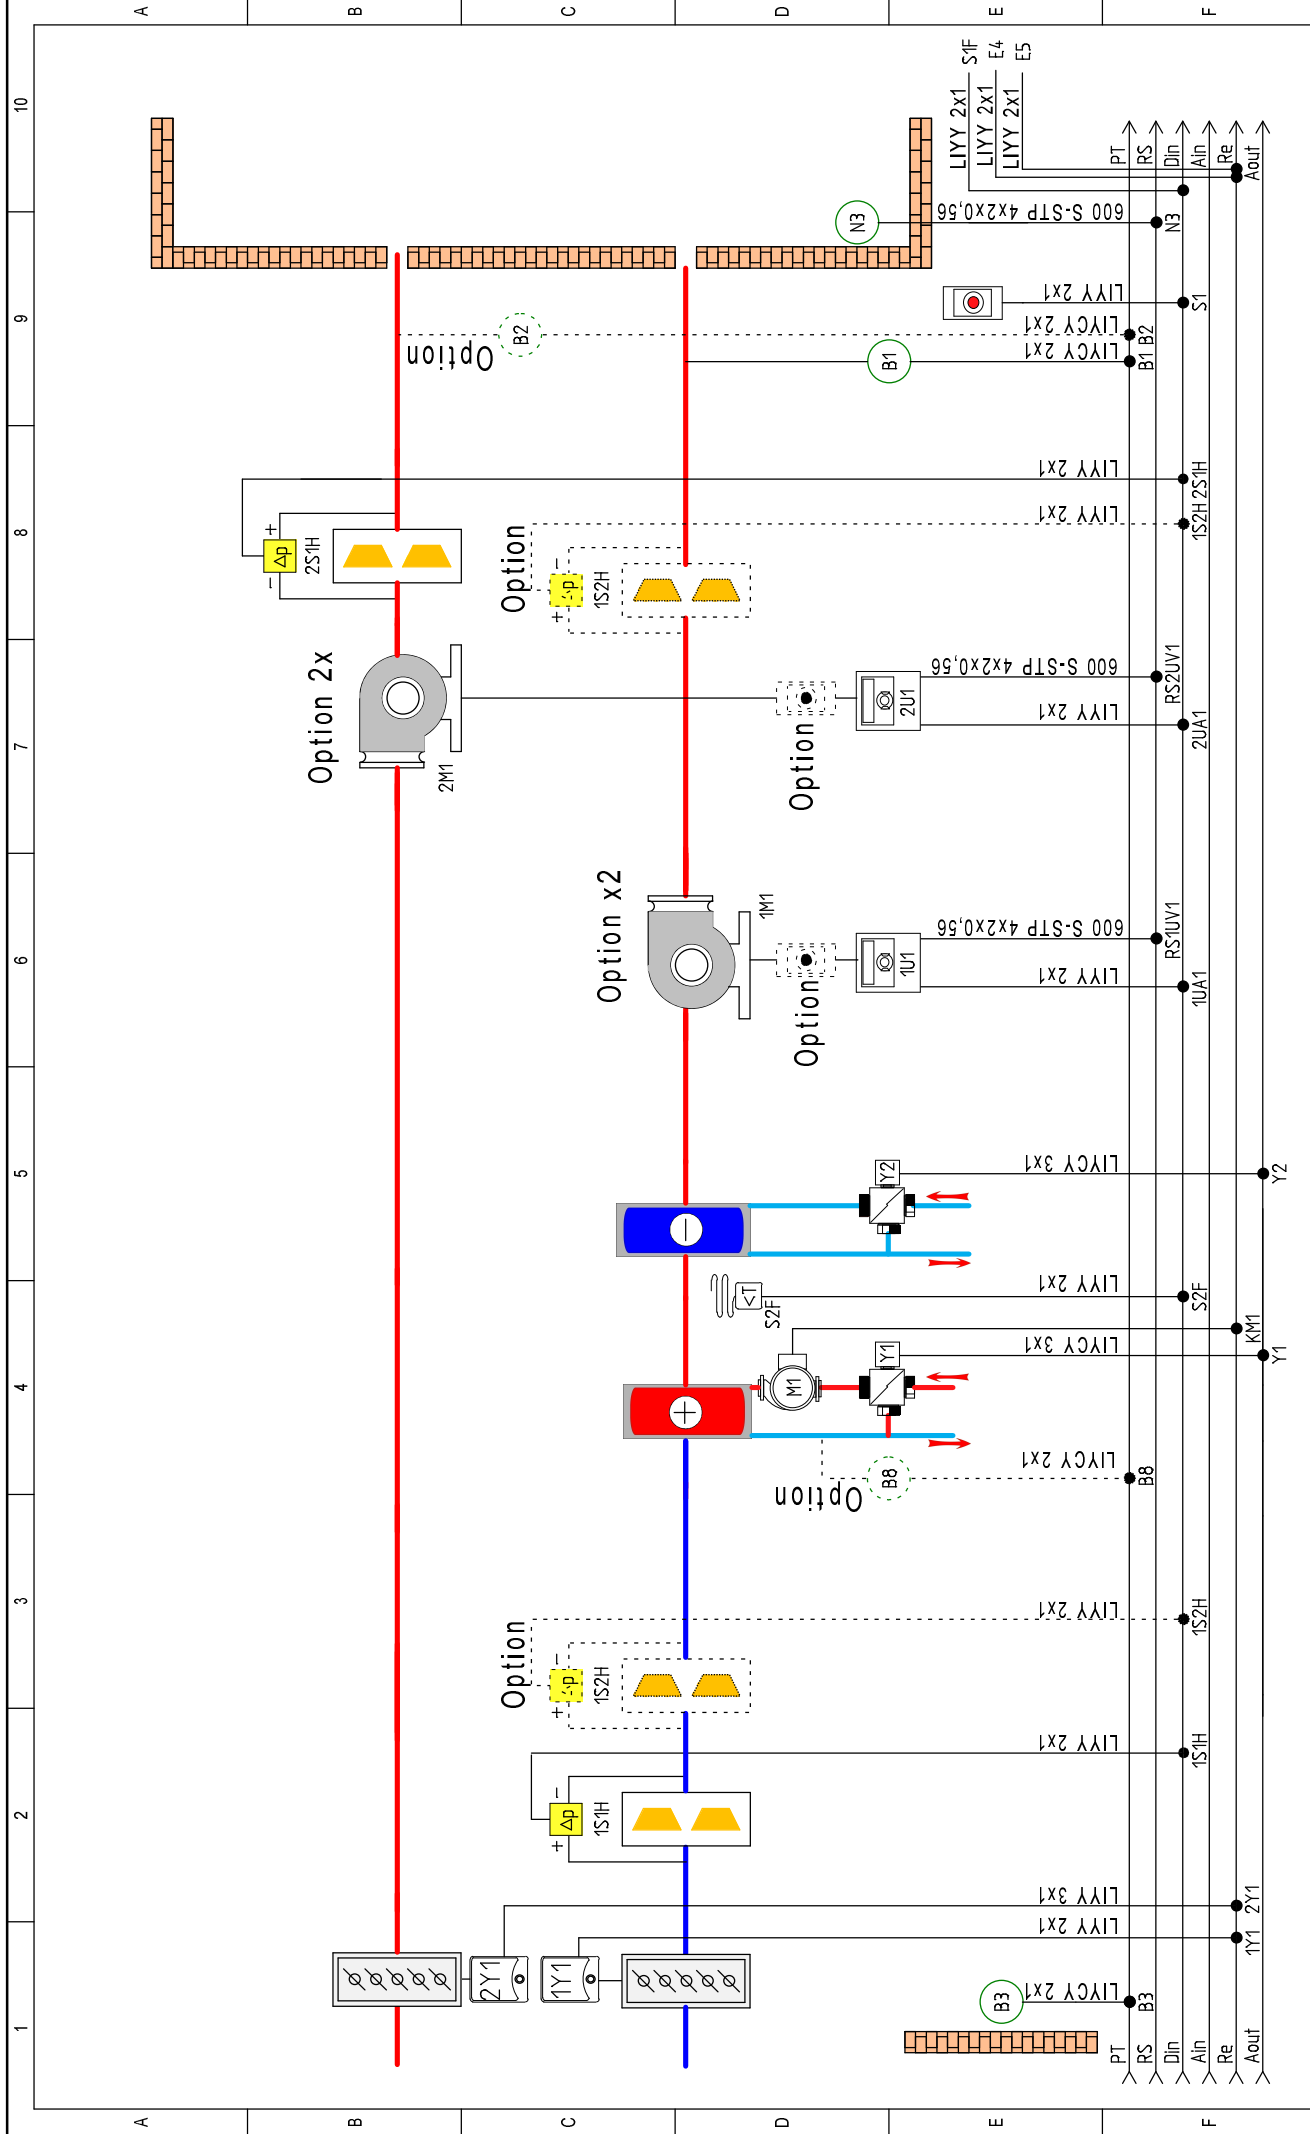 A
B
C
D
E
F
1
2
3
4
5
6
7
8
9
10
2Y1
1Y1
B3
LIYCY 2x1
LIYY 2x1
LIYY 3x1
B3
1Y1
2Y1
+
Δp
−
1S1H
LIYY 2x1
1S1H
Option
+
-p
−
1S2H
LIYY 2x1
1S2H
Option
B8
LIYCY 2x1
B8
+
M1
Y1
LIYCY 3x1
Y1
KM1
<T
S2F
LIYY 2x1
S2F
−
Y2
LIYCY 3x1
Y2
Option x2
1M1
Option
1U1
LIYY 2x1
600 S-STP 4x2x0,56
1UA1
RS1UV1
Option 2x
2M1
Option
2U1
LIYY 2x1
600 S-STP 4x2x0,56
2UA1
RS2UV1
−
Δp
+
2S1H
Option
+
-p
−
1S2H
LIYY 2x1
LIYY 2x1
1S2H
2S1H
Option
B2
B1
LIYCY 2x1
LIYCY 2x1
LIYY 2x1
B1
B2
S1
N3
600 S-STP 4x2x0,56
N3
LIYY 2x1
S1F
LIYY 2x1
E4
LIYY 2x1
E5
PT
RS
Din
Ain
Re
Aout
PT
RS
Din
Ain
Re
Aout
A
B
C
D
E
F